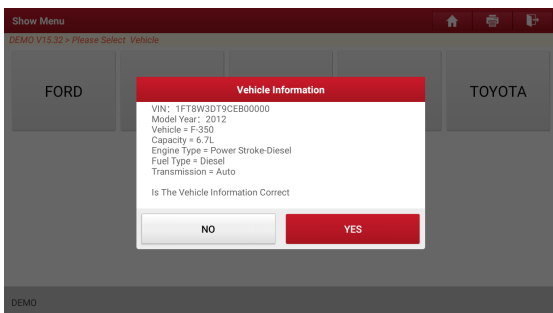 Show Menu
DEMO V15.32 > Please Select Vehicle
FORD
TOYOTA
Vehicle Information
VIN: 1FT8W3DT9CEB00000
Model Year: 2012
Vehicle = F-350
Capacity = 6.7L
Engine Type = Power Stroke-Diesel
Fuel Type = Diesel
Transmission = Auto
Is The Vehicle Information Correct
NO
YES
DEMO